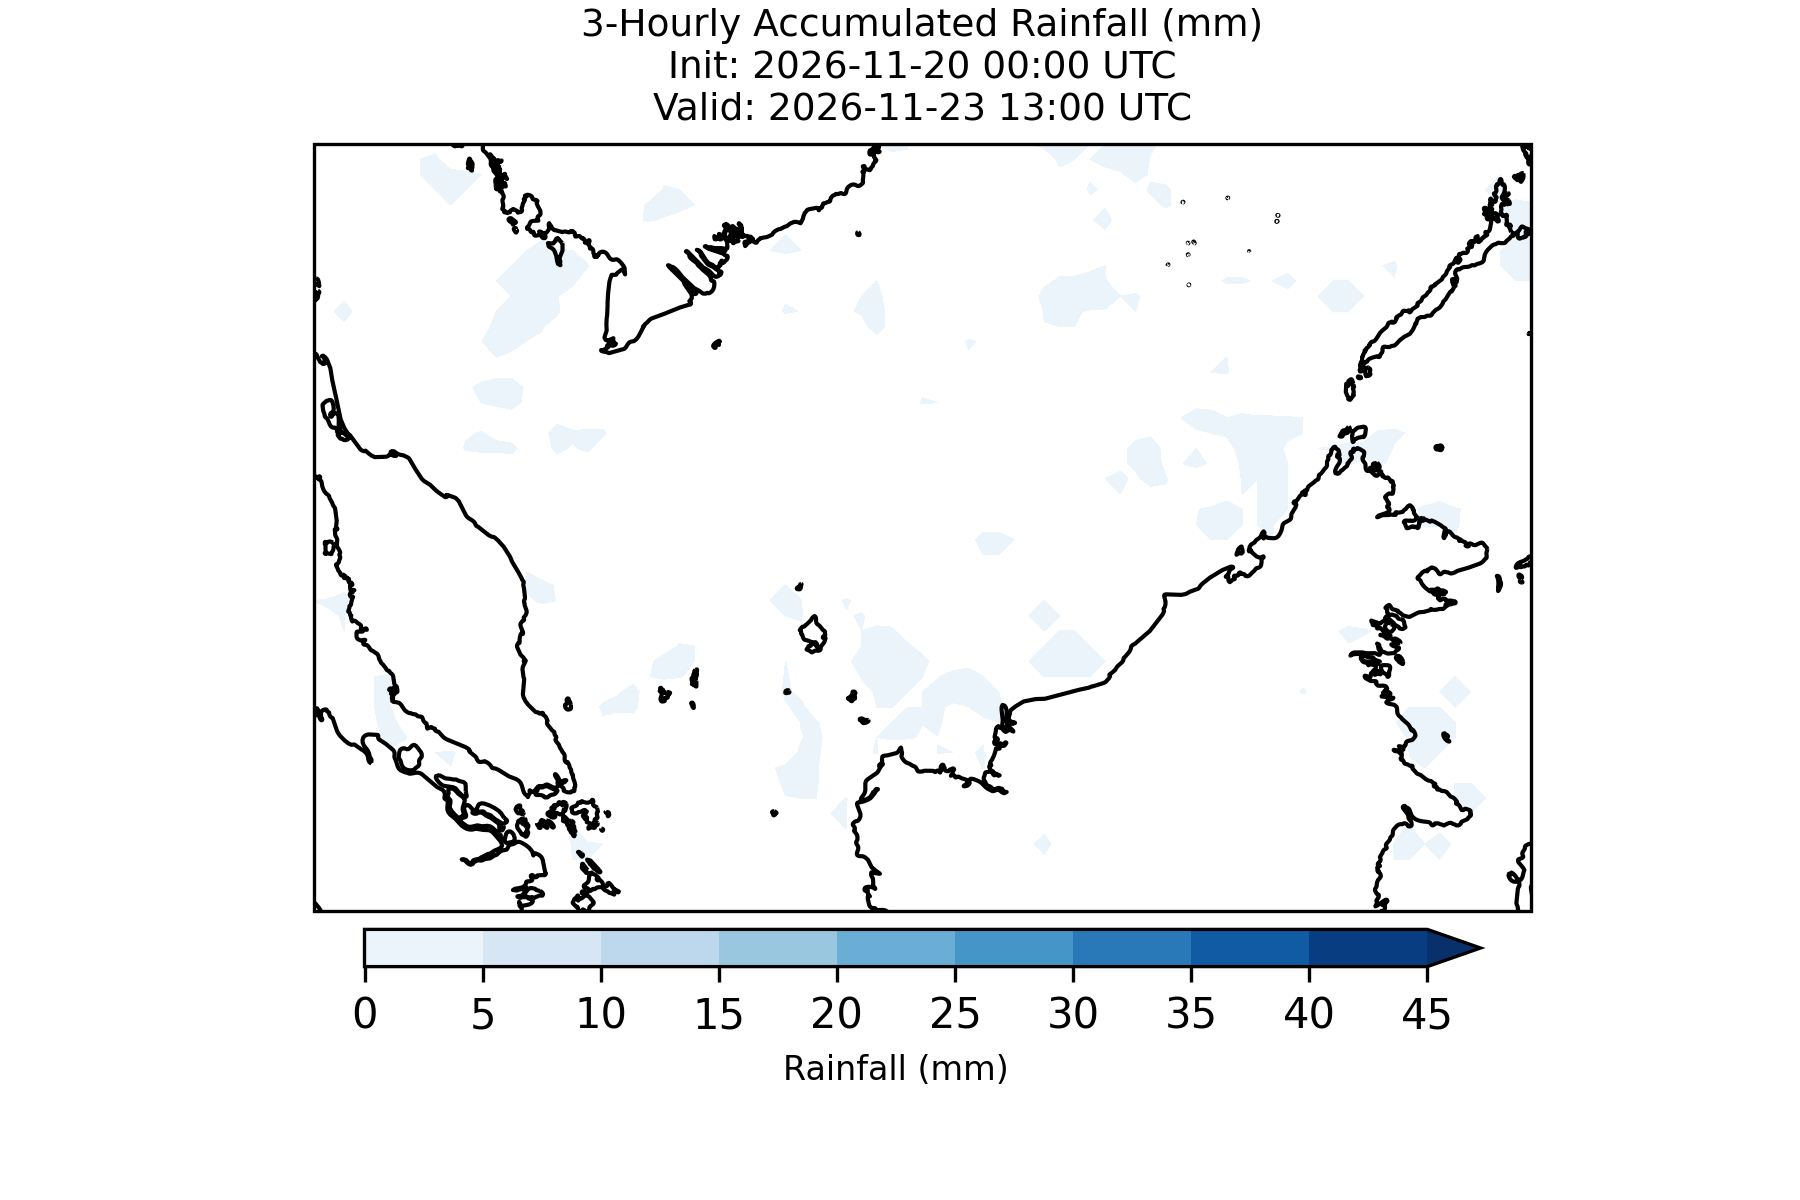 3-Hourly Accumulated Rainfall (mm)
Init: 2026-11-20 00:00 UTC
Valid: 2026-11-23 13:00 UTC
0 5 10 15 20 25 30 35 40 45
Rainfall (mm)